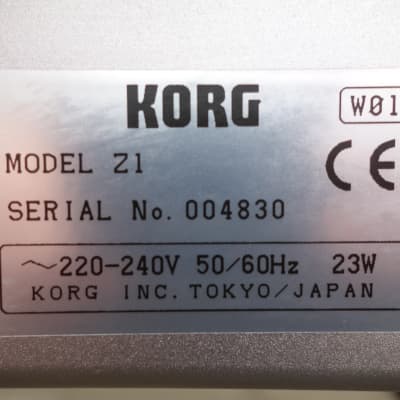 KORG
W01
MODEL Z1
CE
SERIAL No. 004830
~220-240V 50/60Hz 23W
KORG INC. TOKYO/JAPAN